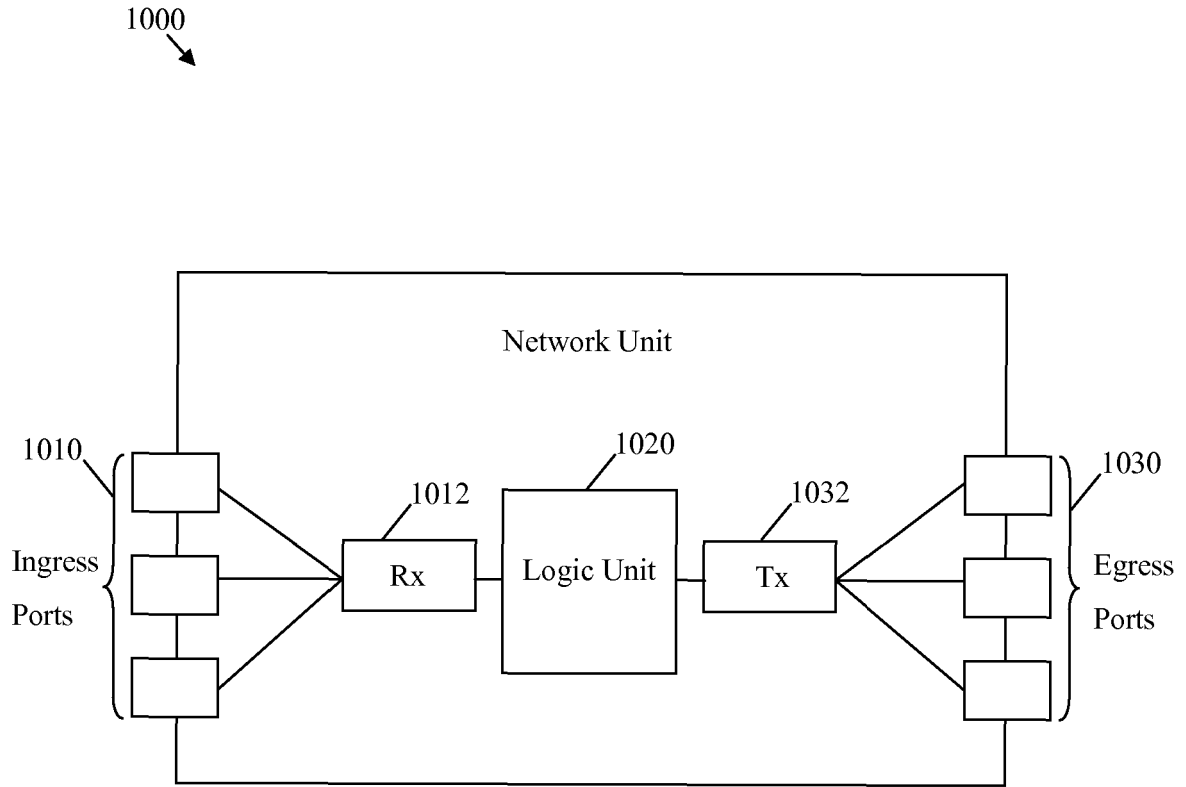 1000
Network Unit
1010
1020
1030
1012
1032
Ingress
Ports
Rx
Logic Unit
Tx
Egress
Ports